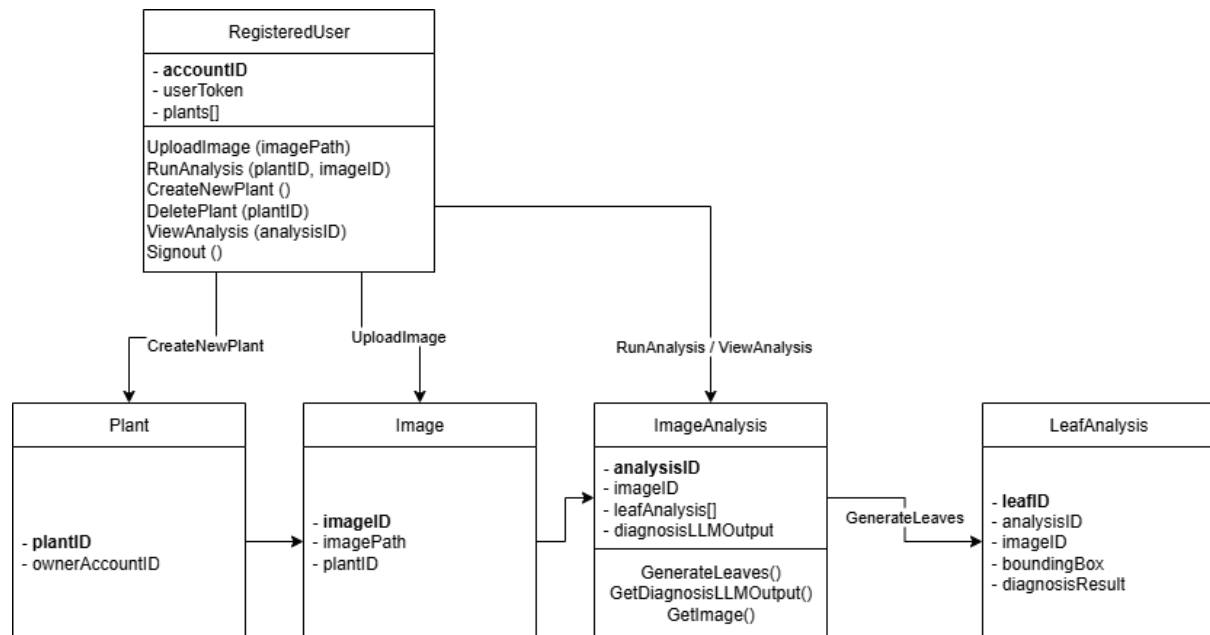 RegisteredUser
- accountID
- userToken
- plants[]
UploadImage (imagePath)
RunAnalysis (plantID, imageID)
CreateNewPlant ()
DeletePlant (plantID)
ViewAnalysis (analysisID)
Signout ()
CreateNewPlant
UploadImage
RunAnalysis / ViewAnalysis
Plant
- plantID
- ownerAccountID
Image
- imageID
- imagePath
- plantID
ImageAnalysis
- analysisID
- imageID
- leafAnalysis[]
- diagnosisLLMOutput
GenerateLeaves()
GetDiagnosisLLMOutput()
GetImage()
GenerateLeaves
LeafAnalysis
- leafID
- analysisID
- imageID
- boundingBox
- diagnosisResult